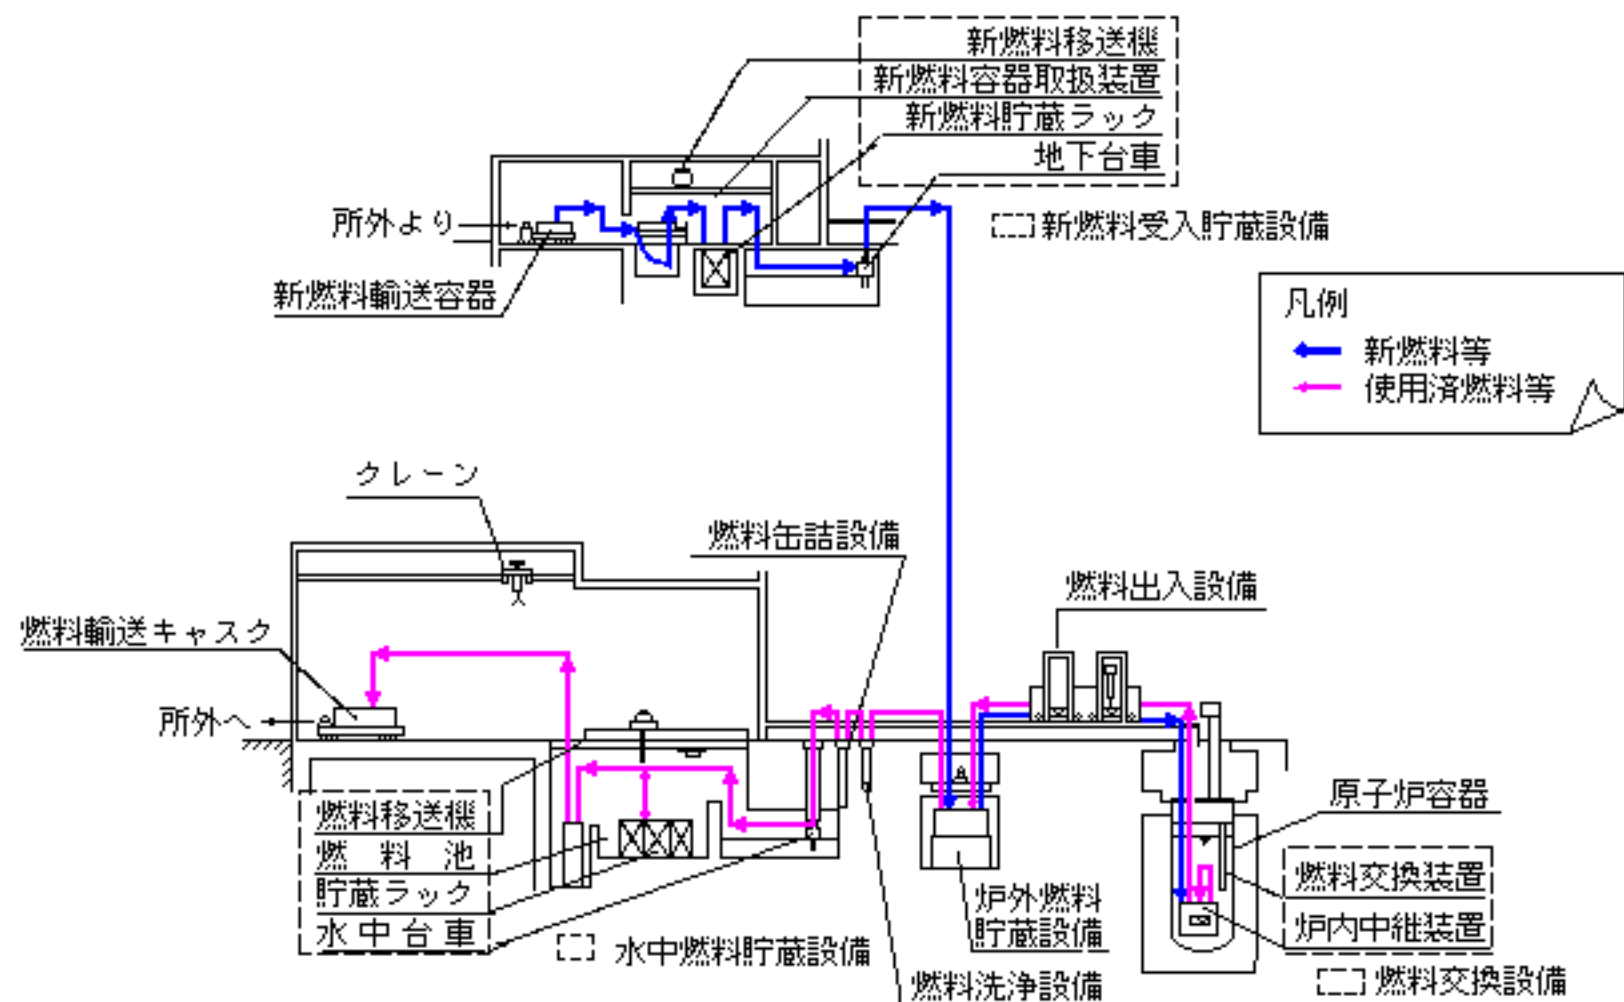 新燃料移送機
新燃料容器取扱装置
新燃料貯蔵ラック
地下台車
所外より
新燃料受入貯蔵設備
新燃料輸送容器
凡例
新燃料等
使用済燃料等
クレーン
燃料缶詰設備
燃料出入設備
燃料輸送キャスク
所外へ
原子炉容器
燃料移送機
燃料池
貯蔵ラック
水中台車
燃料交換装置
炉内中継装置
炉外燃料
貯蔵設備
水中燃料貯蔵設備
燃料洗浄設備
燃料交換設備